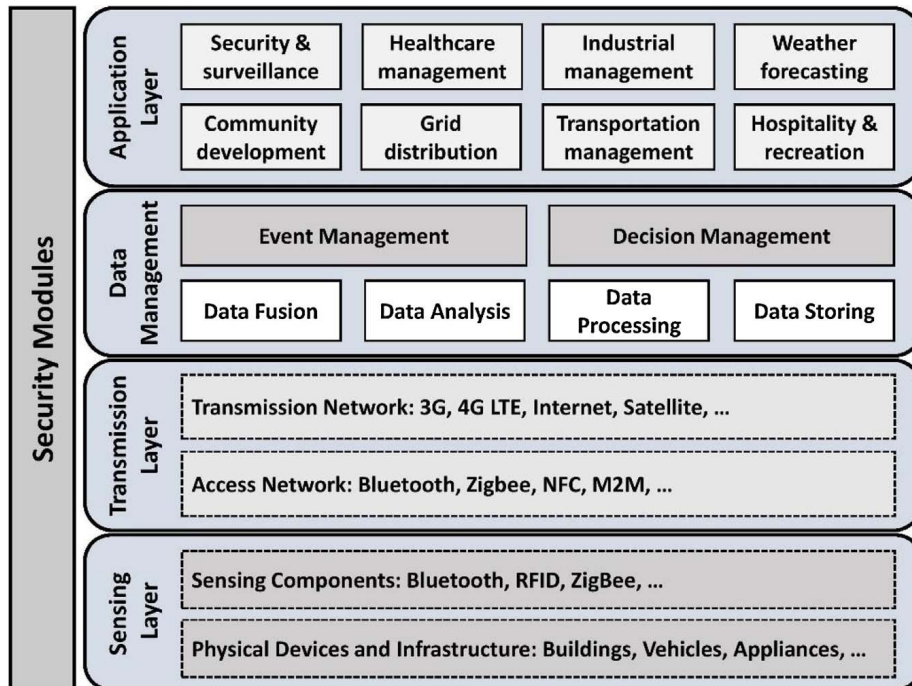 Security Modules
Application
Layer
Security &
surveillance
Healthcare
management
Industrial
management
Weather
forecasting
Community
development
Grid
distribution
Transportation
management
Hospitality &
recreation
Data
Management
Event Management
Decision Management
Data Fusion
Data Analysis
Data
Processing
Data Storing
Transmission
Layer
Transmission Network: 3G, 4G LTE, Internet, Satellite, ...
Access Network: Bluetooth, Zigbee, NFC, M2M, ...
Sensing
Layer
Sensing Components: Bluetooth, RFID, ZigBee, ...
Physical Devices and Infrastructure: Buildings, Vehicles, Appliances, ...